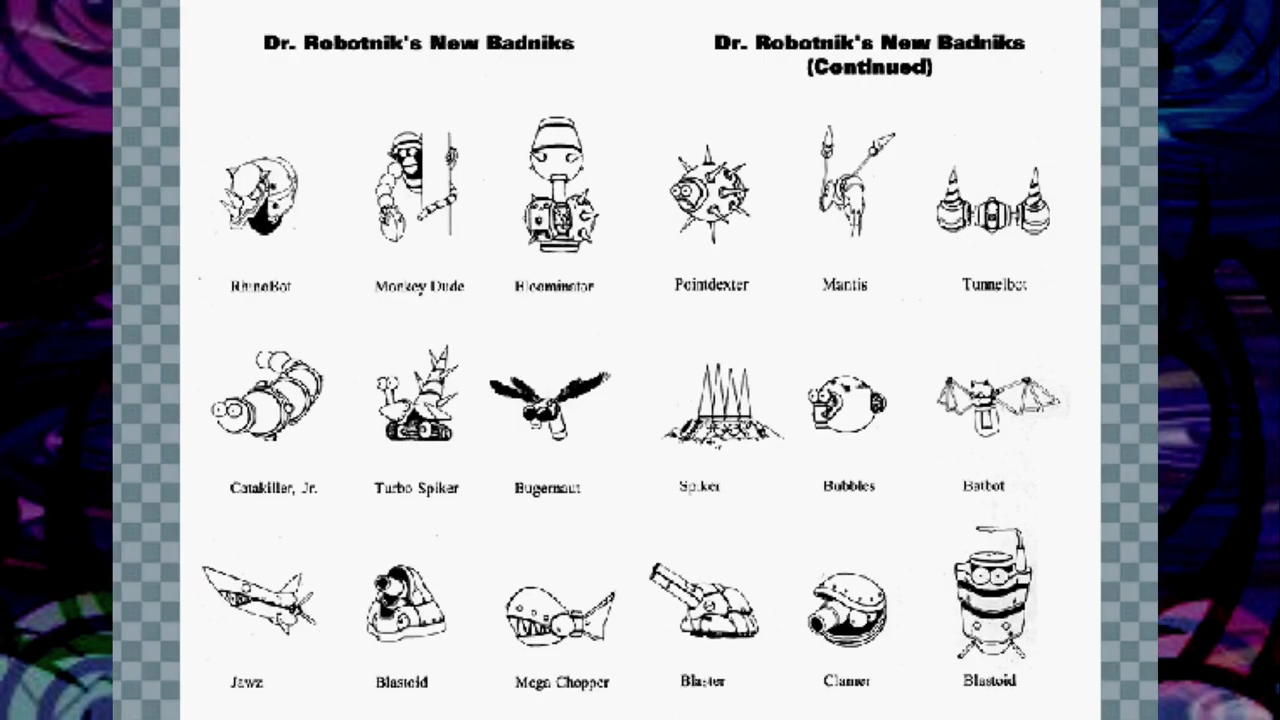 Dr. Robotnik's New Badniks
RhinoBot Monkey Dude Bloominator
Catakiller, Jr. Turbo Spiker Bugernaut
Jawz Blastoid Mega Chopper
Dr. Robotnik's New Badniks
(Continued)
Pointdexter Mantis Tunnelbot
Spiker Bubbles Batbot
Blaster Clamer Blastoid